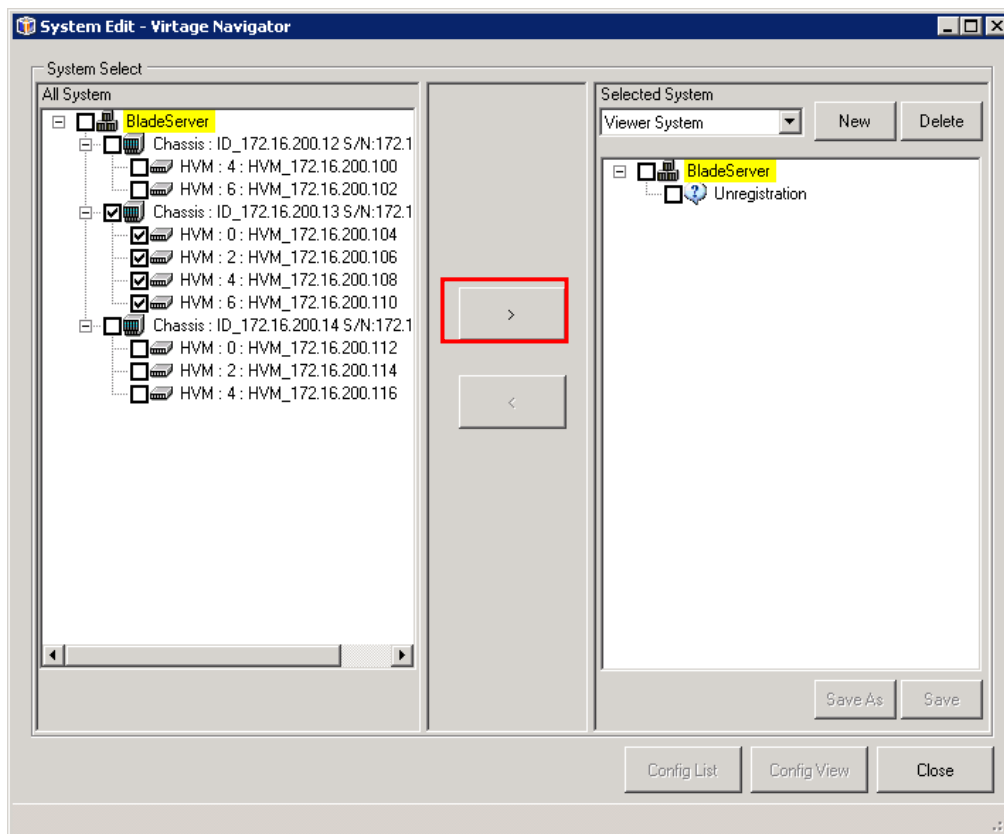 System Edit - Virtage Navigator
System Select
All System
BladeServer
Chassis : ID_172.16.200.12 S/N:172.1
HVM : 4 : HVM_172.16.200.100
HVM : 6 : HVM_172.16.200.102
Chassis : ID_172.16.200.13 S/N:172.1
HVM : 0 : HVM_172.16.200.104
HVM : 2 : HVM_172.16.200.106
HVM : 4 : HVM_172.16.200.108
HVM : 6 : HVM_172.16.200.110
Chassis : ID_172.16.200.14 S/N:172.1
HVM : 0 : HVM_172.16.200.112
HVM : 2 : HVM_172.16.200.114
HVM : 4 : HVM_172.16.200.116
>
<
Selected System
Viewer System
New
Delete
BladeServer
Unregistration
Save As
Save
Config List
Config View
Close